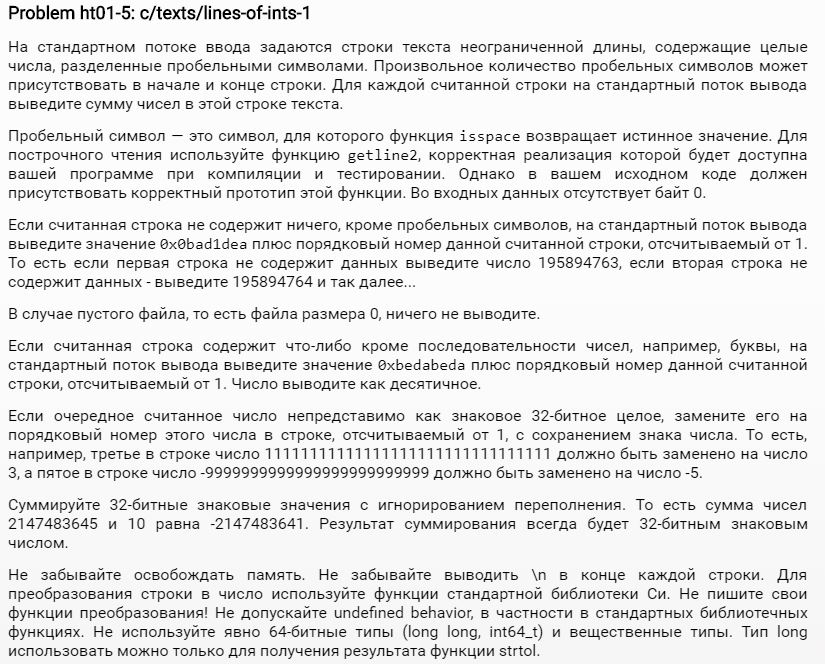 Problem ht01-5: c/texts/lines-of-ints-1
На стандартном потоке ввода задаются строки текста неограниченной длины, содержащие целые
числа, разделенные пробельными символами. Произвольное количество пробельных символов может
присутствовать в начале и конце строки. Для каждой считанной строки на стандартный поток вывода
выведите сумму чисел в этой строке текста.
Пробельный символ — это символ, для которого функция isspace возвращает истинное значение. Для
построчного чтения используйте функцию getline2, корректная реализация которой будет доступна
вашей программе при компиляции и тестировании. Однако в вашем исходном коде должен
присутствовать корректный прототип этой функции. Во входных данных отсутствует байт 0.
Если считанная строка не содержит ничего, кроме пробельных символов, на стандартный поток вывода
выведите значение 0x0bad1dea плюс порядковый номер данной считанной строки, отсчитываемый от 1.
То есть если первая строка не содержит данных выведите число 195894763, если вторая строка не
содержит данных - выведите 195894764 и так далее...
В случае пустого файла, то есть файла размера 0, ничего не выводите.
Если считанная строка содержит что-либо кроме последовательности чисел, например, буквы, на
стандартный поток вывода выведите значение 0xbedabeda плюс порядковый номер данной считанной
строки, отсчитываемый от 1. Число выводите как десятичное.
Если очередное считанное число непредставимо как знаковое 32-битное целое, замените его на
порядковый номер этого числа в строке, отсчитываемый от 1, с сохранением знака числа. То есть,
например, третье в строке число 11111111111111111111111111111111 должно быть заменено на число
3, а пятое в строке число -9999999999999999999999999 должно быть заменено на число -5.
Суммируйте 32-битные знаковые значения с игнорированием переполнения. То есть сумма чисел
2147483645 и 10 равна -2147483641. Результат суммирования всегда будет 32-битным знаковым
числом.
Не забывайте освобождать память. Не забывайте выводить \n в конце каждой строки. Для
преобразования строки в число используйте функции стандартной библиотеки Си. Не пишите свои
функции преобразования! Не допускайте undefined behavior, в частности в стандартных библиотечных
функциях. Не используйте явно 64-битные типы (long long, int64_t) и вещественные типы. Тип long
использовать можно только для получения результата функции strtol.